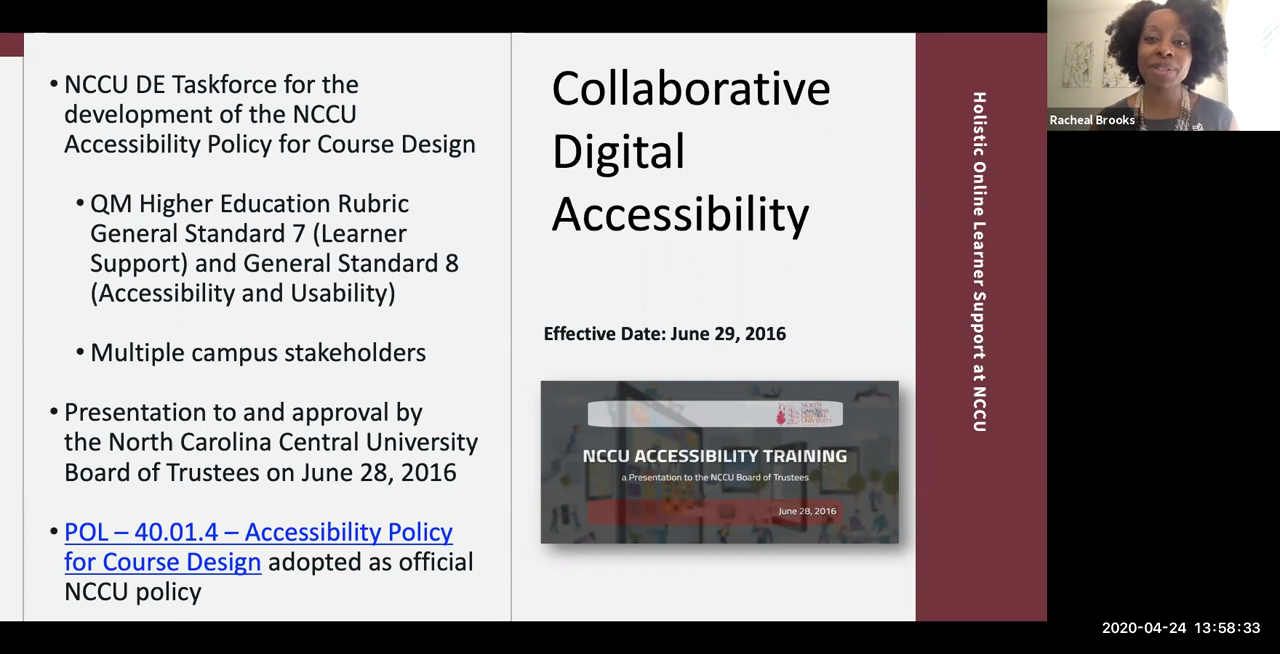 • NCCU DE Taskforce for the
development of the NCCU
Accessibility Policy for Course Design
• QM Higher Education Rubric
General Standard 7 (Learner
Support) and General Standard 8
(Accessibility and Usability)
• Multiple campus stakeholders
• Presentation to and approval by
the North Carolina Central University
Board of Trustees on June 28, 2016
• POL – 40.01.4 – Accessibility Policy
for Course Design adopted as official
NCCU policy
Collaborative
Digital
Accessibility
Effective Date: June 29, 2016
NORTH
CAROLINA
CENTRAL
UNIVERSITY
NCCU ACCESSIBILITY TRAINING
a Presentation to the NCCU Board of Trustees
June 28, 2016
Holistic Online Learner Support at NCCU
Racheal Brooks
2020-04-24 13:58:33